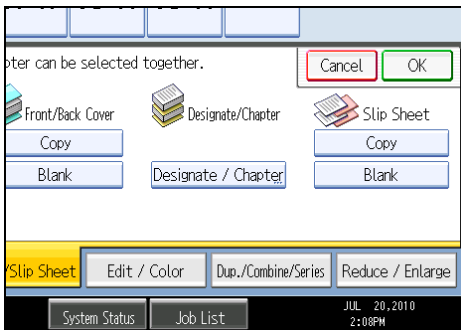 pter can be selected together.
Cancel OK
Front/Back Cover Designate/Chapter Slip Sheet
Copy Copy
Blank Designate / Chapter Blank
/Slip Sheet Edit / Color Dup./Combine/Series Reduce / Enlarge
System Status Job List JUL 20,2010
2:08PM